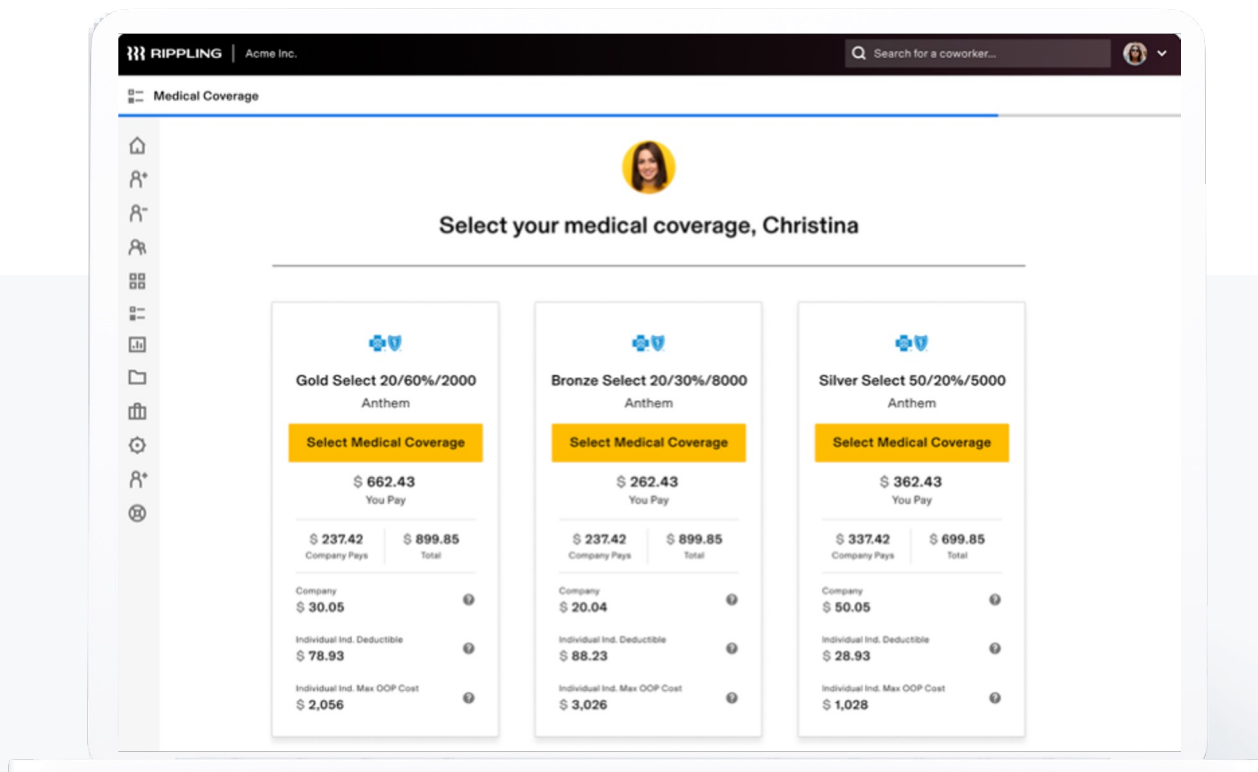 RIPPLING | Acme Inc.
Search for a coworker...
Medical Coverage
Select your medical coverage, Christina
Gold Select 20/60%/2000
Anthem
Select Medical Coverage
$ 662.43
You Pay
$ 237.42
Company Pays
$ 899.85
Total
Company
$ 30.05
Individual Ind. Deductible
$ 78.93
Individual Ind. Max OOP Cost
$ 2,056
Bronze Select 20/30%/8000
Anthem
Select Medical Coverage
$ 262.43
You Pay
$ 237.42
Company Pays
$ 899.85
Total
Company
$ 20.04
Individual Ind. Deductible
$ 88.23
Individual Ind. Max OOP Cost
$ 3,026
Silver Select 50/20%/5000
Anthem
Select Medical Coverage
$ 362.43
You Pay
$ 337.42
Company Pays
$ 699.85
Total
Company
$ 50.05
Individual Ind. Deductible
$ 28.93
Individual Ind. Max OOP Cost
$ 1,028